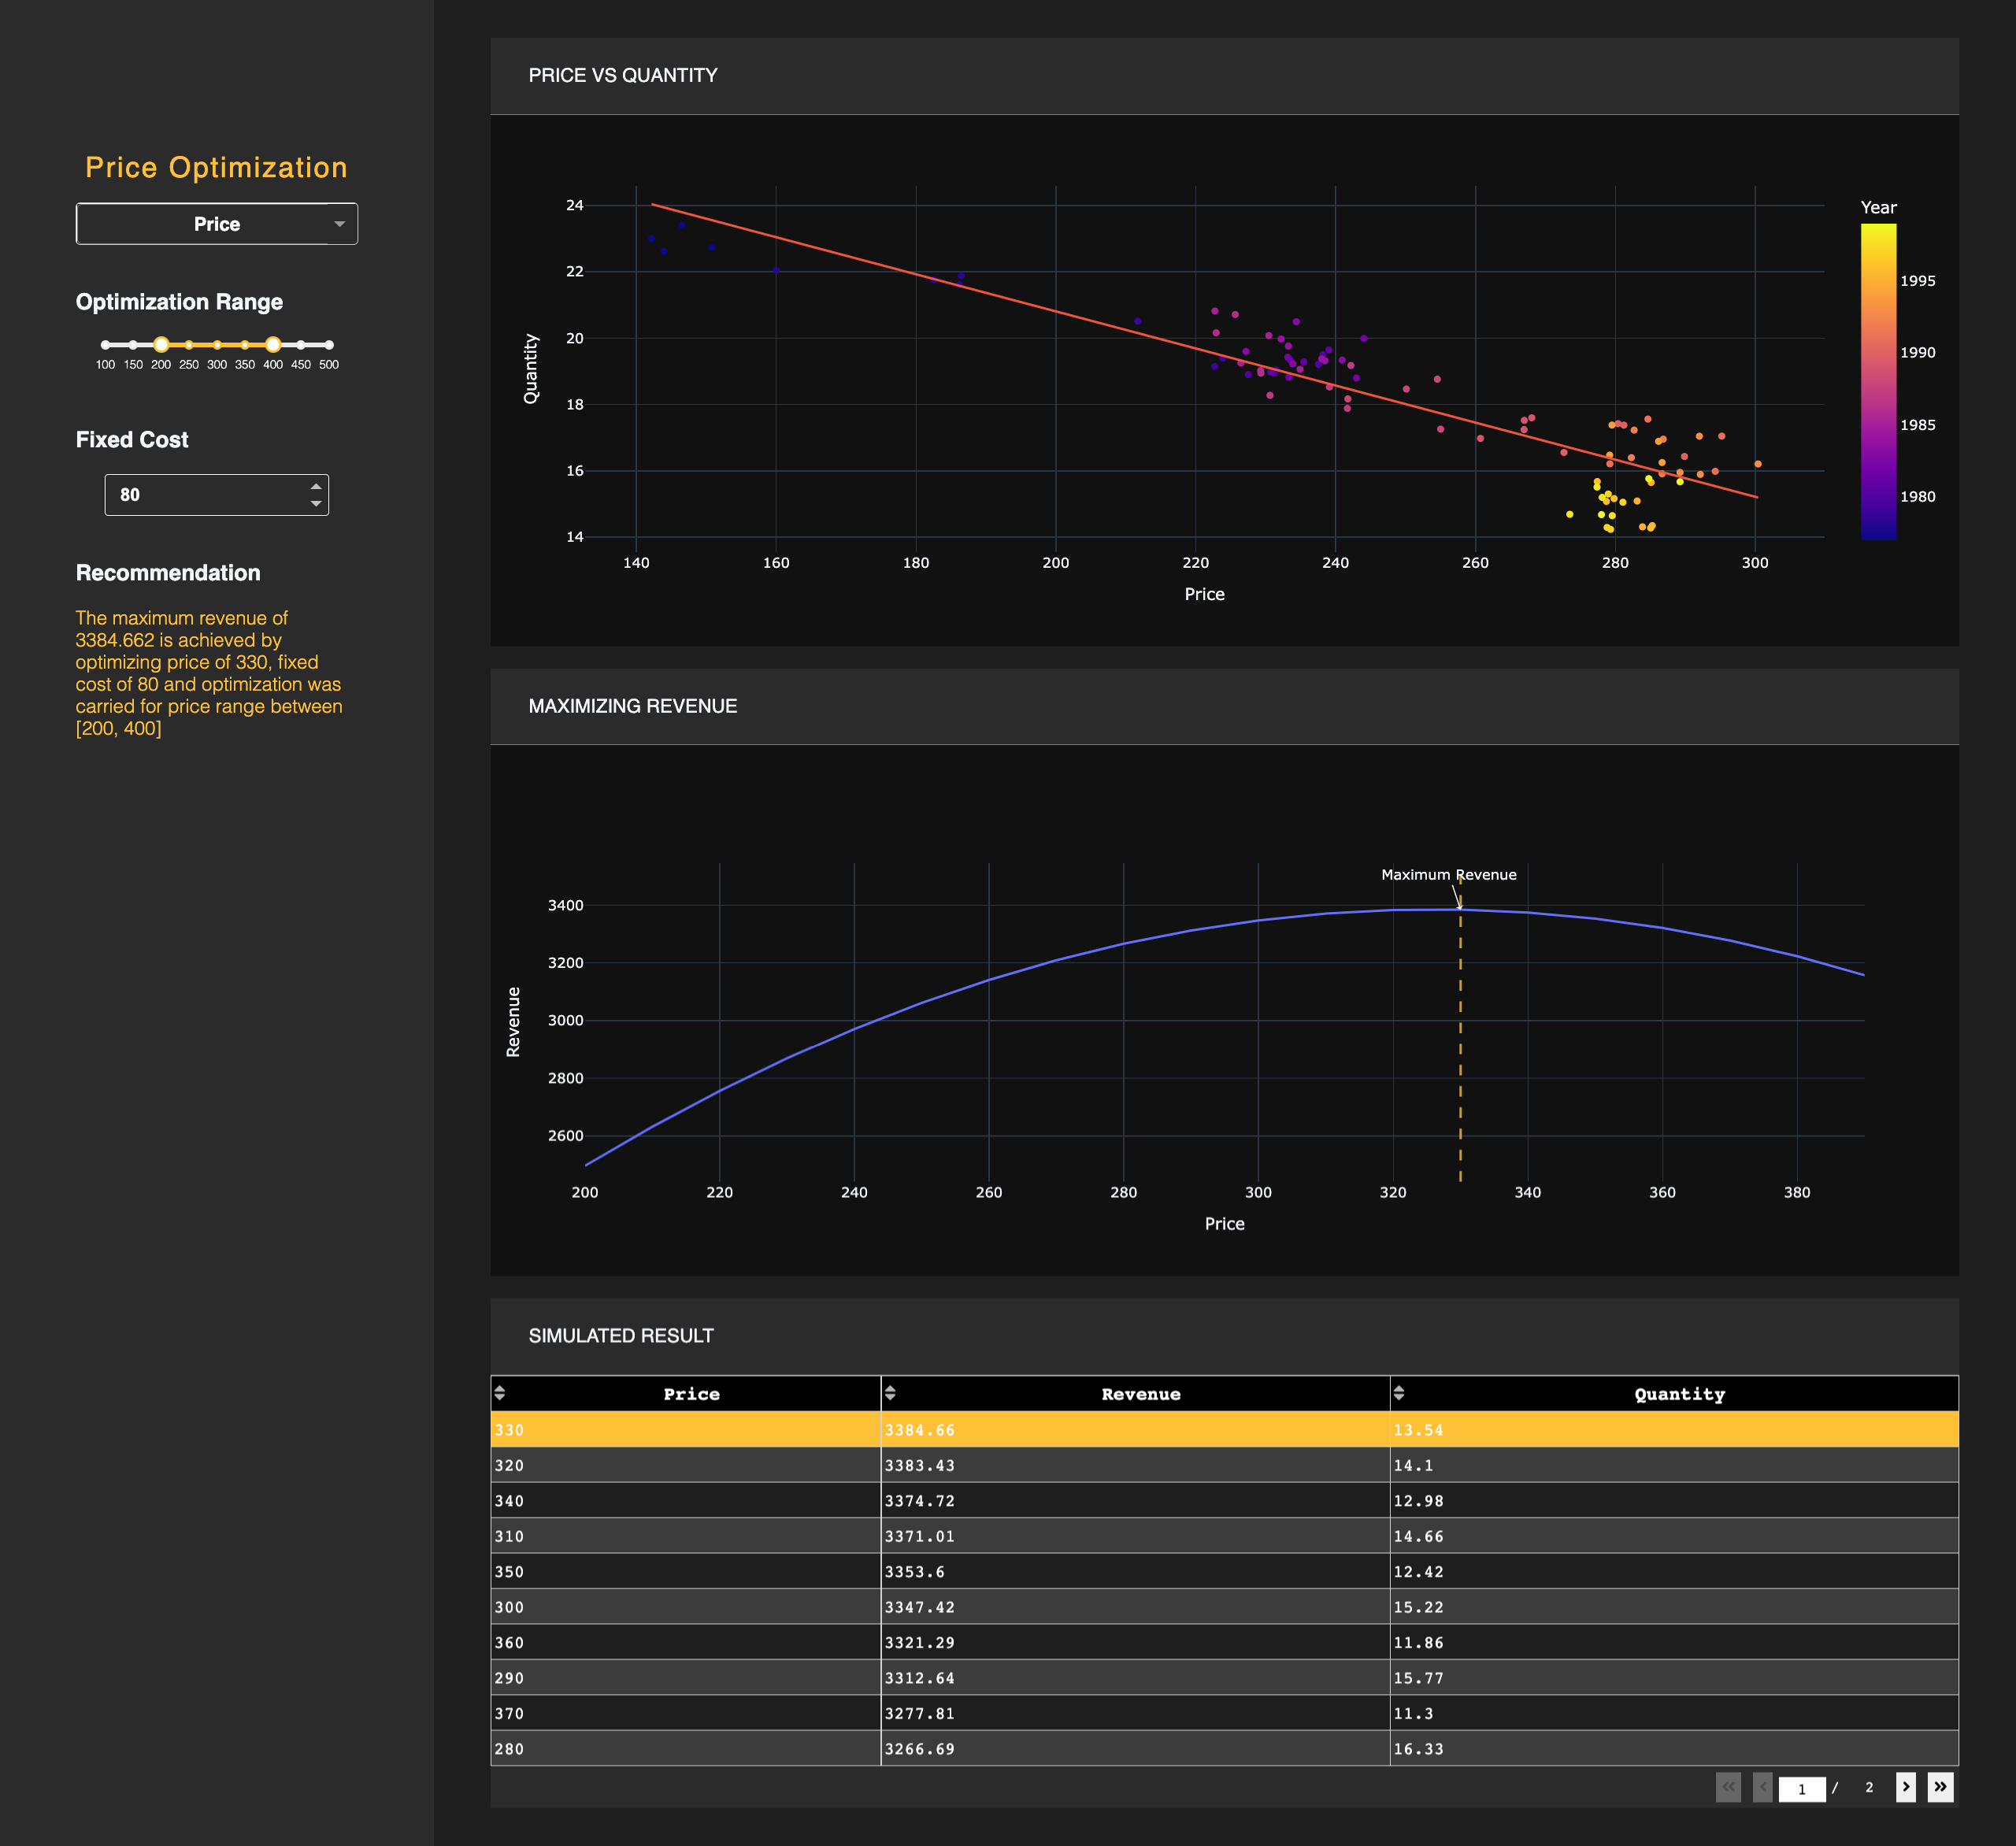 Price Optimization
Price
Optimization Range
100 150 200 250 300 350 400 450 500
Fixed Cost
80
Recommendation
The maximum revenue of
3384.662 is achieved by
optimizing price of 330, fixed
cost of 80 and optimization was
carried for price range between
[200, 400]
PRICE VS QUANTITY
Year
24
22
20
18
16
14
Quantity
140 160 180 200 220 240 260 280 300
Price
1995
1990
1985
1980
MAXIMIZING REVENUE
Maximum Revenue
3400
3200
3000
2800
2600
Revenue
200 220 240 260 280 300 320 340 360 380
Price
SIMULATED RESULT
Price Revenue Quantity
330 3384.66 13.54
320 3383.43 14.1
340 3374.72 12.98
310 3371.01 14.66
350 3353.6 12.42
300 3347.42 15.22
360 3321.29 11.86
290 3312.64 15.77
370 3277.81 11.3
280 3266.69 16.33
1 / 2